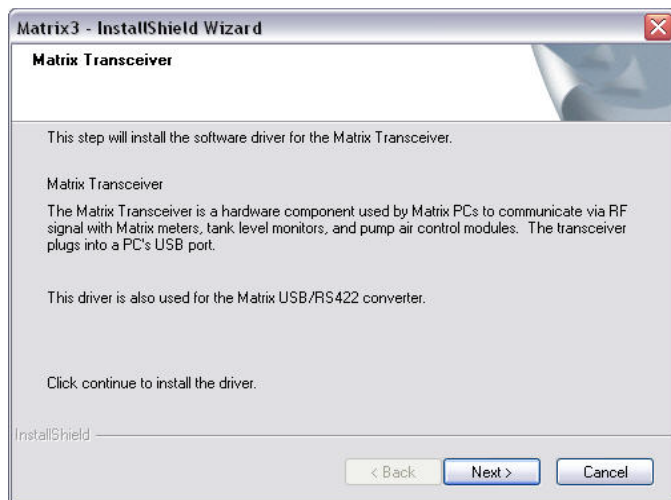 Matrix3 - InstallShield Wizard
Matrix Transceiver
This step will install the software driver for the Matrix Transceiver.
Matrix Transceiver
The Matrix Transceiver is a hardware component used by Matrix PCs to communicate via RF
signal with Matrix meters, tank level monitors, and pump air control modules.  The transceiver
plugs into a PC's USB port.
This driver is also used for the Matrix USB/RS422 converter.
Click continue to install the driver.
InstallShield
< Back
Next >
Cancel